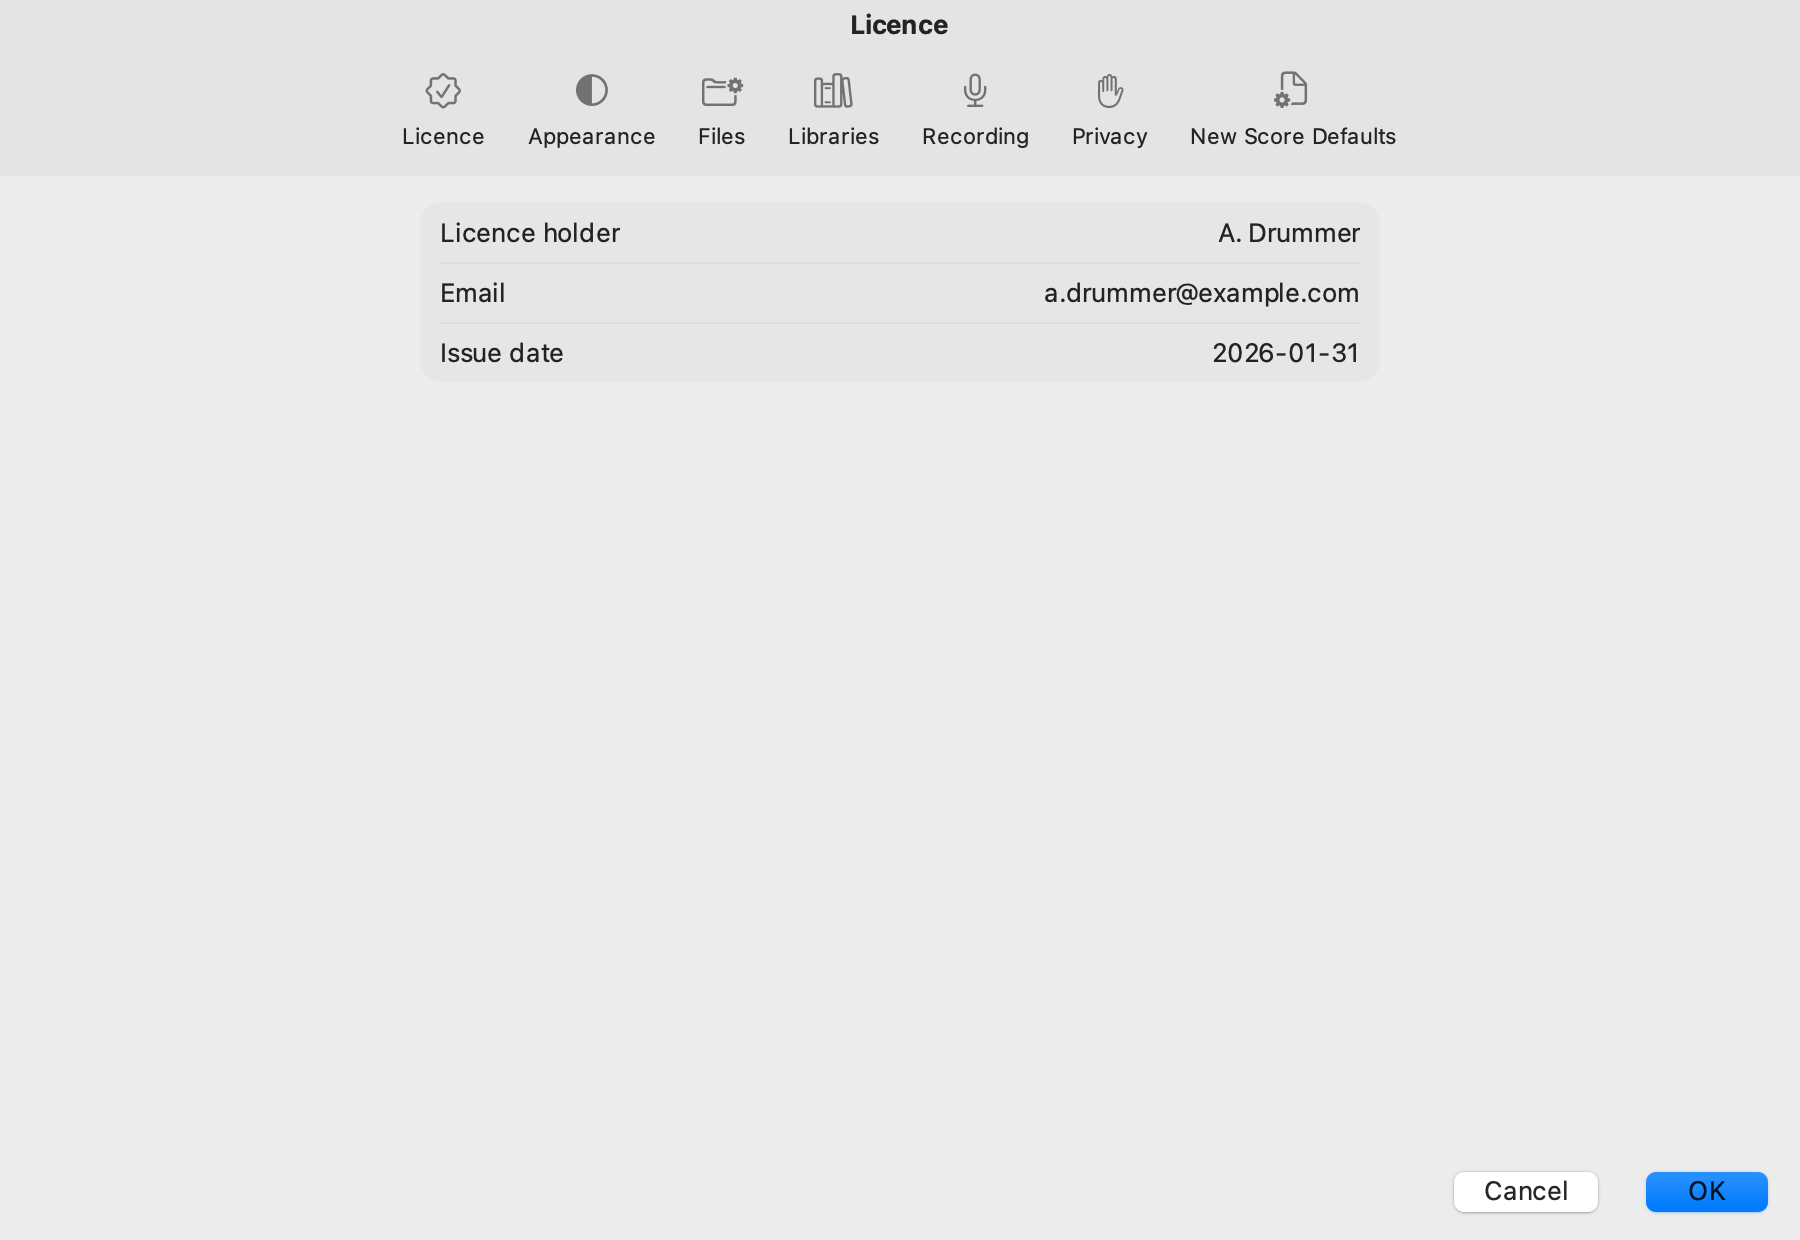 Licence
Licence Appearance Files Libraries Recording Privacy New Score Defaults
Licence holder A. Drummer
Email a.drummer@example.com
Issue date 2026-01-31
Cancel OK